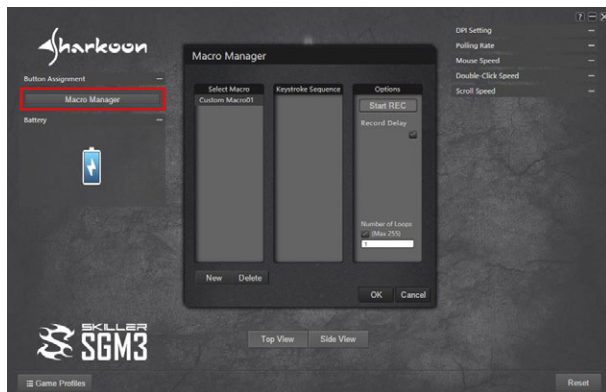 Sharkoon
Button Assignment
Macro Manager
Battery
Macro Manager
Select Macro
Custom Macro01
Keystroke Sequence
Options
Start REC
Record Delay
Number of Loops
(Max 255)
1
New
Delete
OK
Cancel
DPI Setting
Polling Rate
Mouse Speed
Double-Click Speed
Scroll Speed
SKILLER
SGM3
Top View
Side View
Game Profiles
Reset